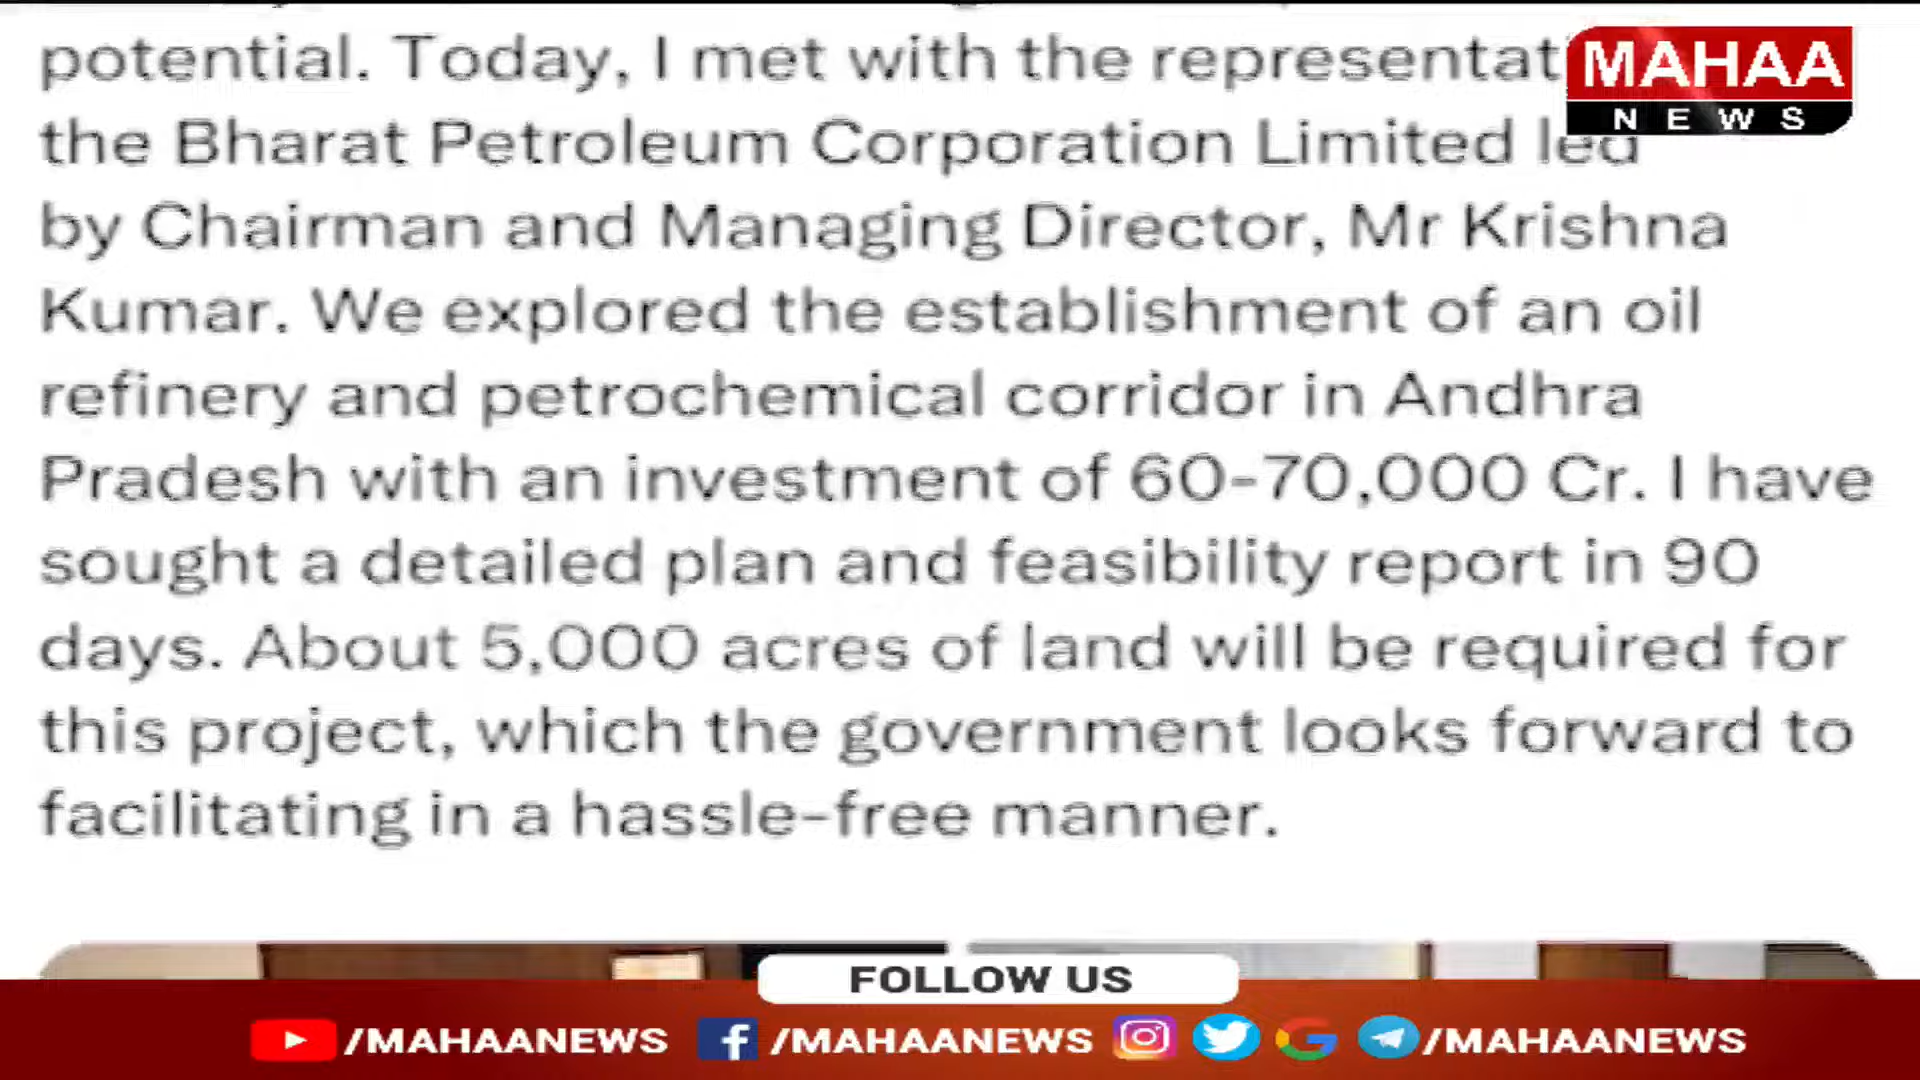 potential. Today, I met with the representat
the Bharat Petroleum Corporation Limited led
by Chairman and Managing Director, Mr Krishna
Kumar. We explored the establishment of an oil
refinery and petrochemical corridor in Andhra
Pradesh with an investment of 60-70,000 Cr. I have
sought a detailed plan and feasibility report in 90
days. About 5,000 acres of land will be required for
this project, which the government looks forward to
facilitating in a hassle-free manner.
MAHAA
NEWS
FOLLOW US
/MAHAANEWS /MAHAANEWS /MAHAANEWS